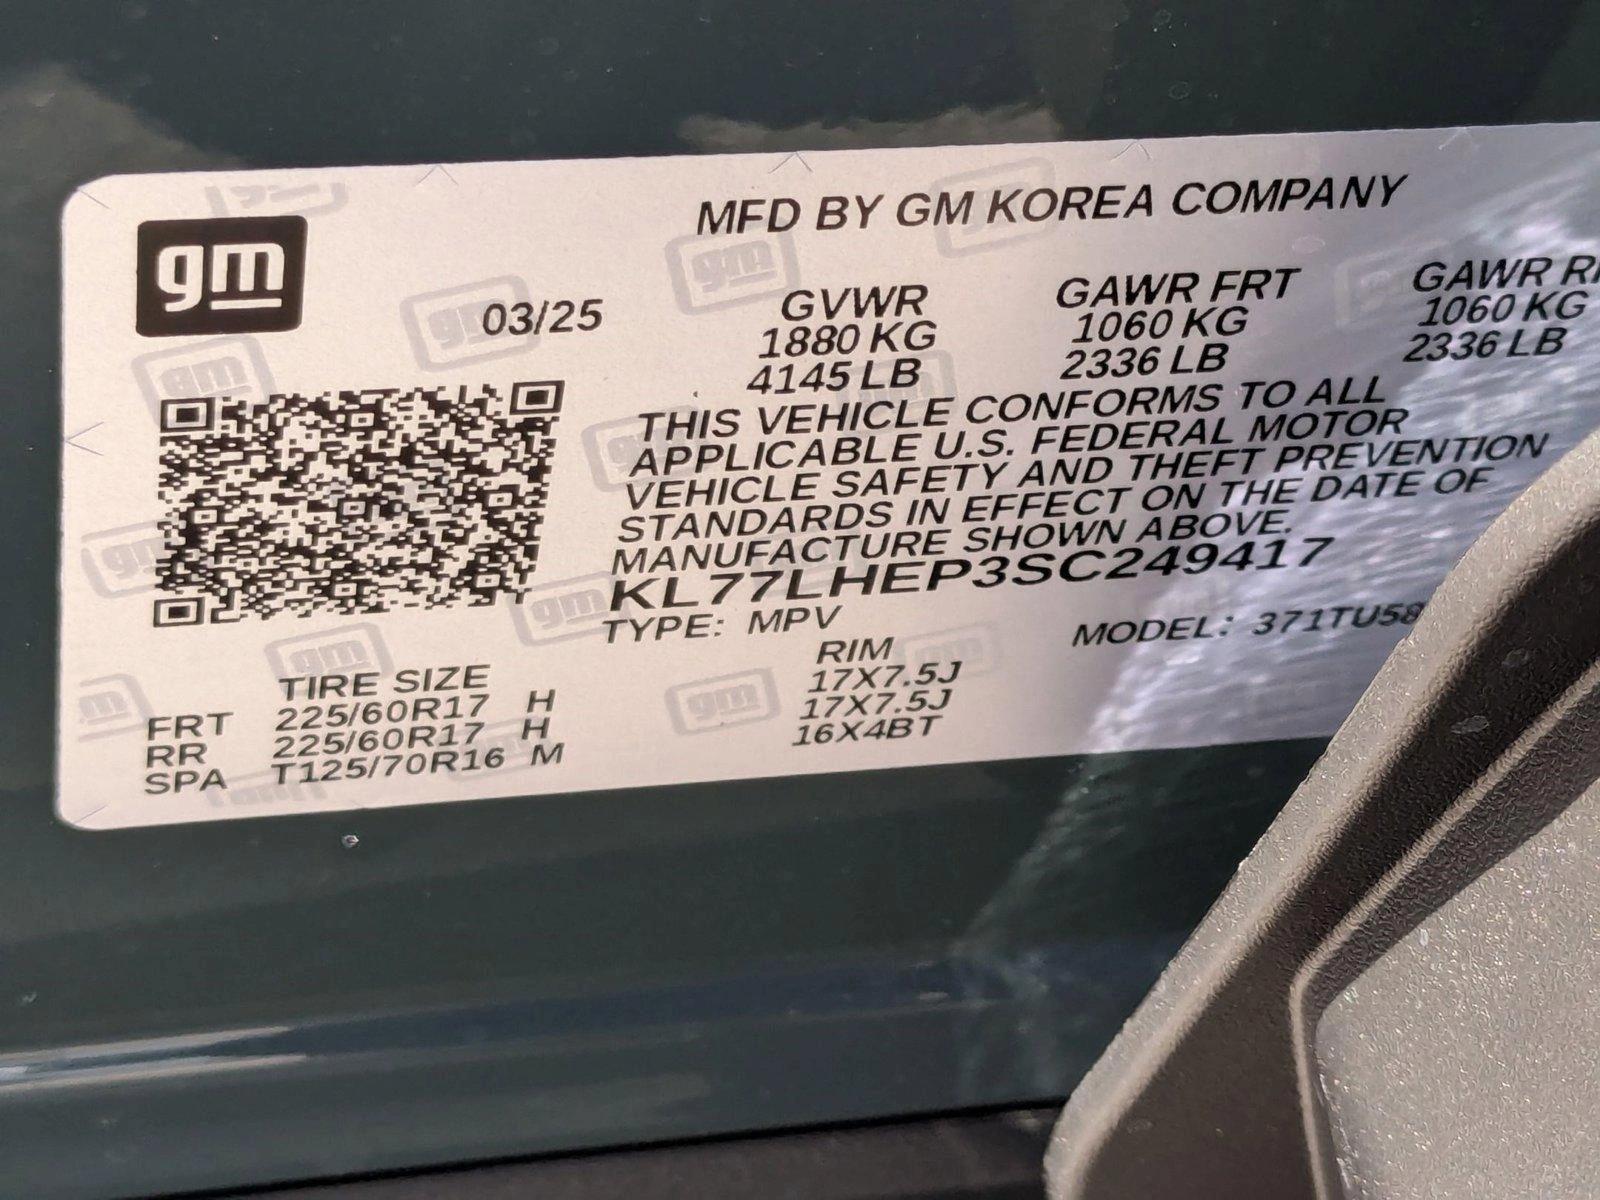 gm
MFD BY GM KOREA COMPANY
03/25
GVWR GAWR FRT GAWR
1880 KG 1060 KG 1060 KG
4145 LB 2336 LB 2336 LB
THIS VEHICLE CONFORMS TO ALL
APPLICABLE U.S. FEDERAL MOTOR
VEHICLE SAFETY AND THEFT PREVENTION
STANDARDS IN EFFECT ON THE DATE OF
MANUFACTURE SHOWN ABOVE.
KL77LHEP3SC249417
TYPE: MPV MODEL: 371TU58
TIRE SIZE RIM
FRT 225/60R17 H 17X7.5J
RR 225/60R17 H 17X7.5J
SPA T125/70R16 M 16X4BT